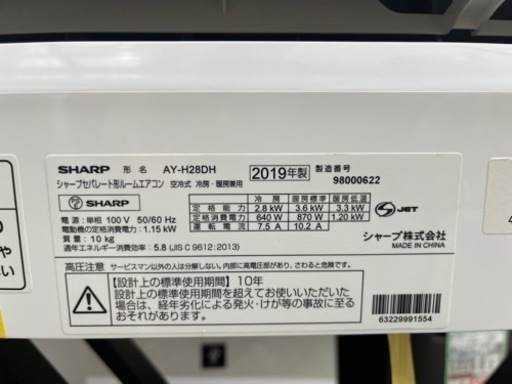 SHARP 形名 AY-H28DH 2019年製 製造番号 98000622
シャープセパレート形ルームエアコン 空冷式 冷房・暖房兼用
冷房 暖房 暖房低温
定格能力 2.8 kW 3.6 kW 3.3 kW
定格消費電力 640 W 870 W 1.20 kW
運転電流 7.5 A 10.2 A
電源:単相 100 V 50/60 Hz
電動機の定格消費電力:1.15 kW
質量:10 kg
通年エネルギー消費効率:5.8 (JIS C 9612:2013)
S JET
シャープ株式会社
MADE IN CHINA
高圧注意 サービスマン以外の人は分解しないで。内部に高電圧部があり、さわると危険です。
【設計上の標準使用期間】10年
設計上の標準使用期間を超えてお使いいただいた
場合は、経年劣化による発火・けが等の事故に至る
おそれがあります。
63229991554
や
い
4